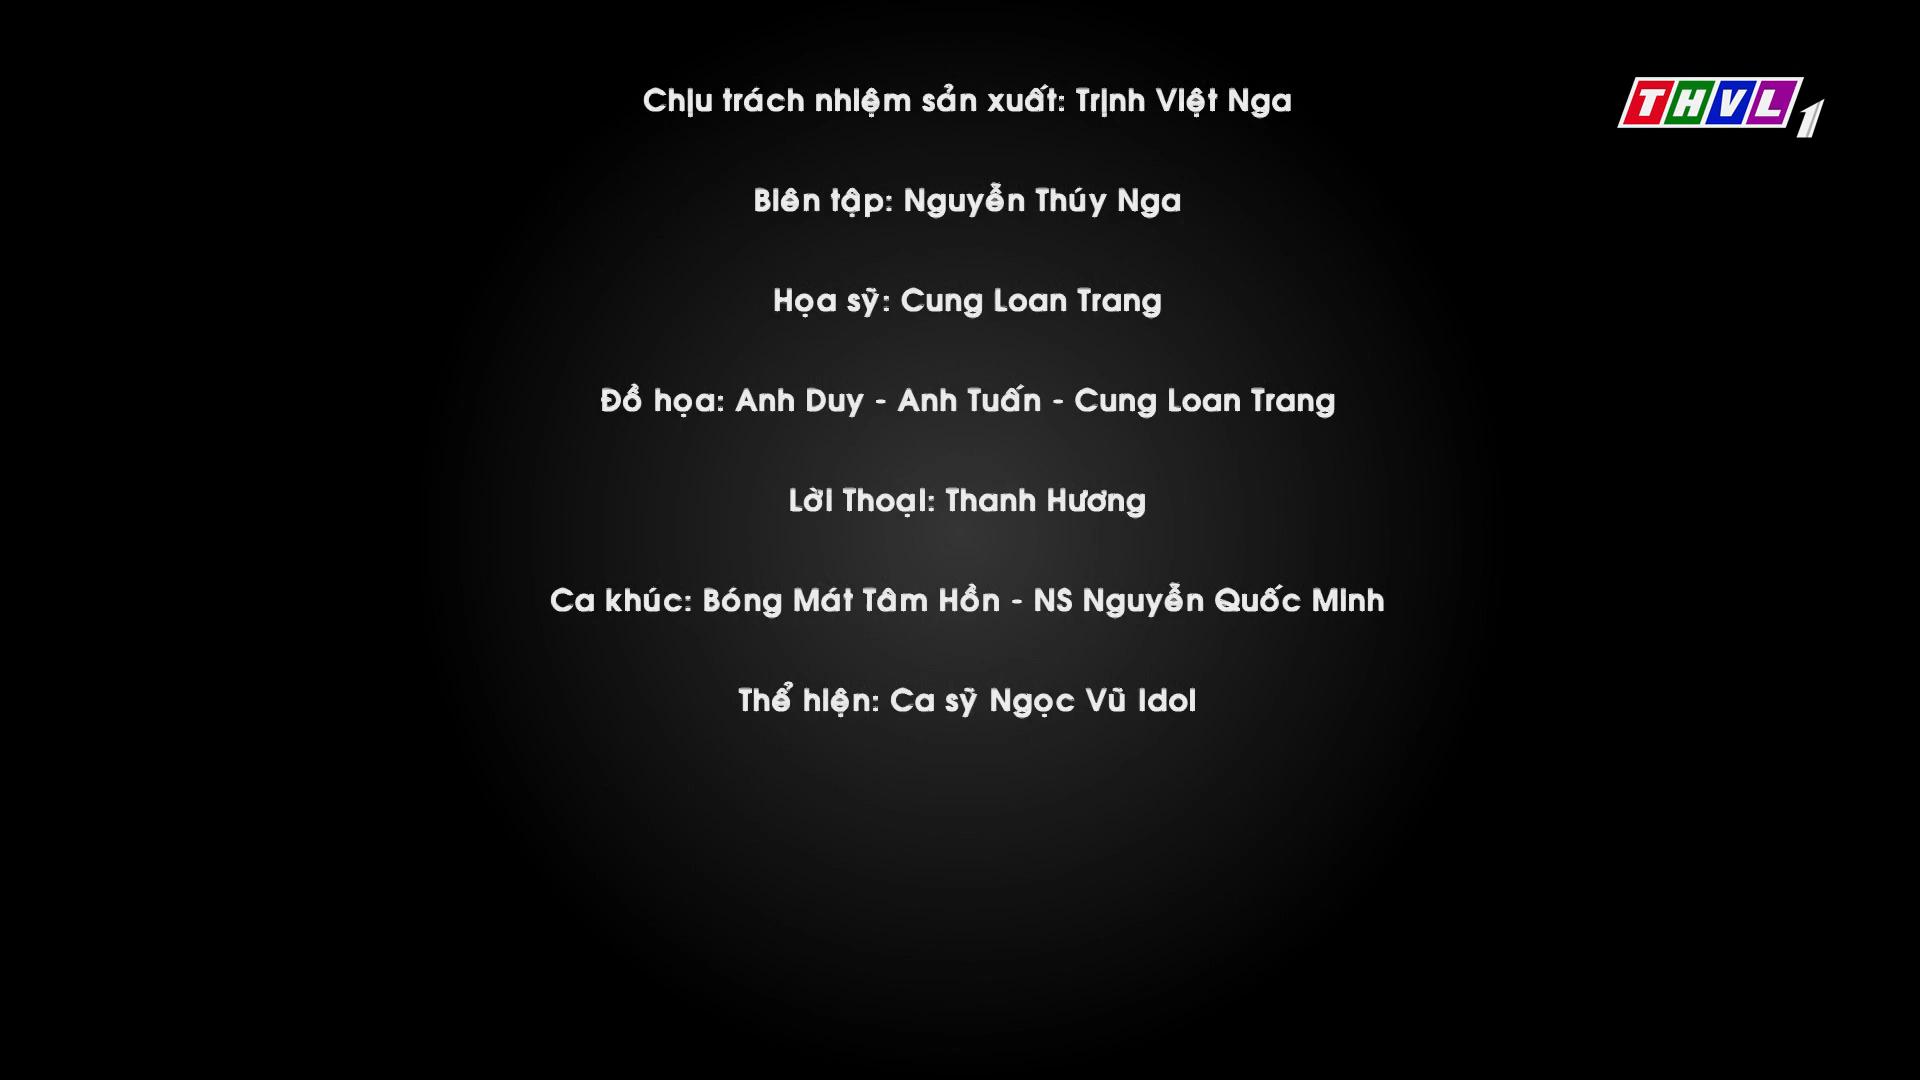 Chịu trách nhiệm sản xuất: Trịnh Việt Nga
THVL1
Biên tập: Nguyễn Thúy Nga
Họa sỹ: Cung Loan Trang
Đồ họa: Anh Duy - Anh Tuấn - Cung Loan Trang
Lời Thoại: Thanh Hương
Ca khúc: Bóng Mát Tâm Hồn - NS Nguyễn Quốc Minh
Thể hiện: Ca sỹ Ngọc Vũ Idol